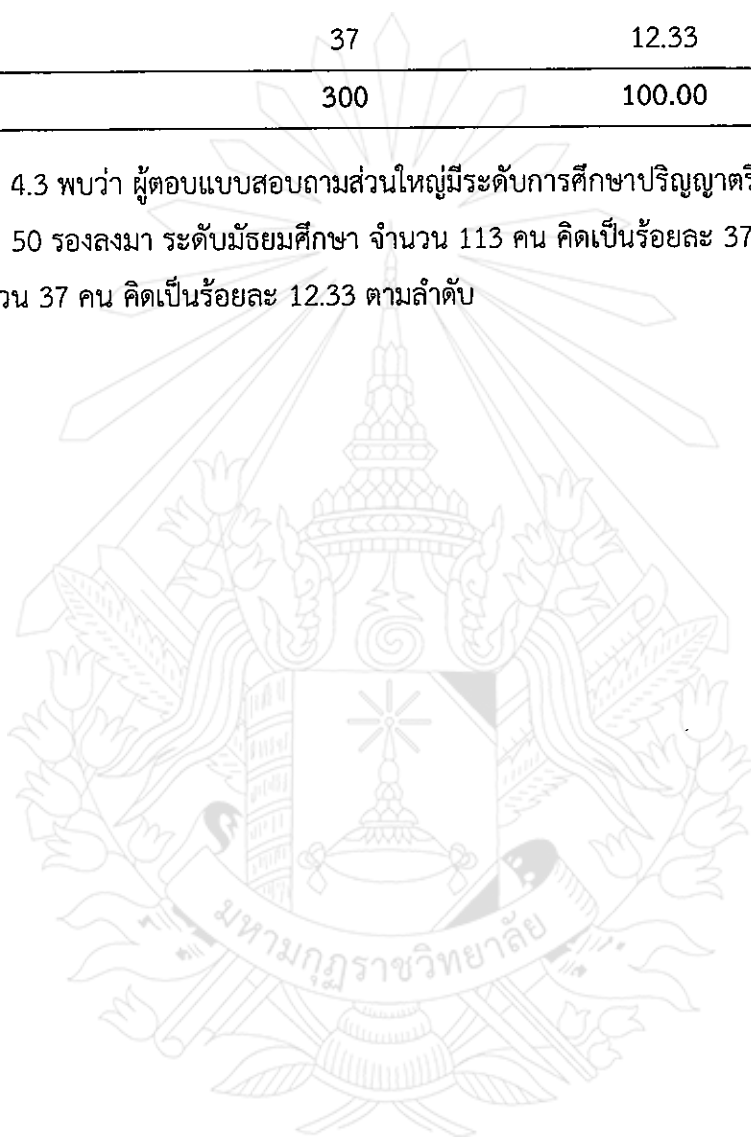 37 12.33
300 100.00
4.3 พบว่า ผู้ตอบแบบสอบถามส่วนใหญ่มีระดับการศึกษาปริญญาตรี
50 รองลงมา ระดับมัธยมศึกษา จำนวน 113 คน คิดเป็นร้อยละ 37
วน 37 คน คิดเป็นร้อยละ 12.33 ตามลำดับ
มหามกุฏราชวิทยาลัย